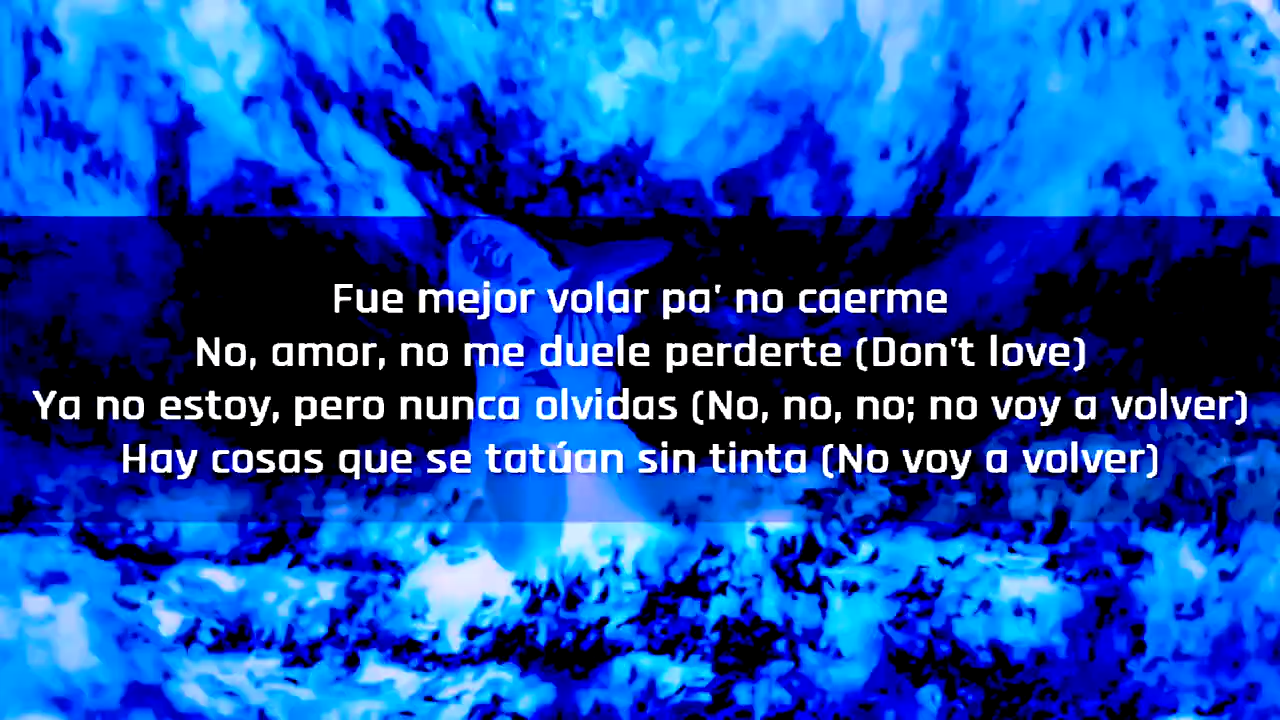 Fue mejor volar pa' no caerme
No, amor, no me duele perderte (Don't love)
Ya no estoy, pero nunca olvidas (No, no, no; no voy a volver)
Hay cosas que se tatúan sin tinta (No voy a volver)